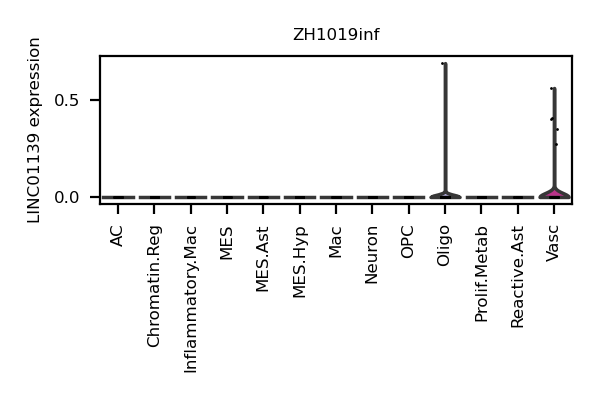 ZH1019inf
LINC01139 expression
0.5
0.0
AC
Chromatin.Reg
Inflammatory.Mac
MES
MES.Ast
MES.Hyp
Mac
Neuron
OPC
Oligo
Prolif.Metab
Reactive.Ast
Vasc